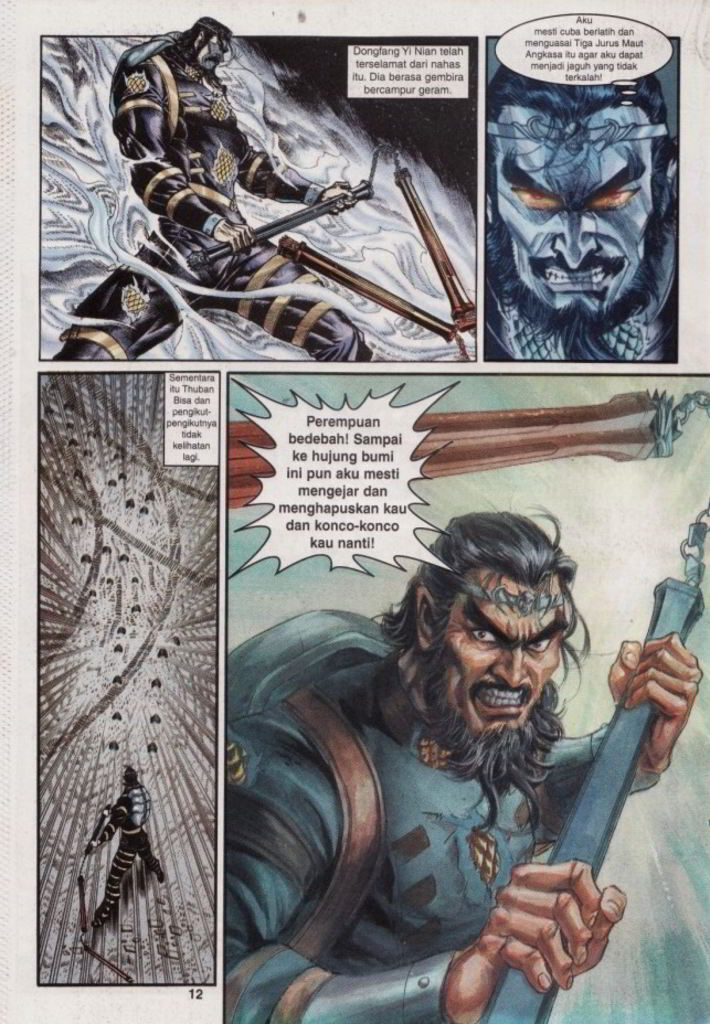 Dongfang Yi Nian telah
terselamat dari nahas
itu. Dia berasa gembira
bercampur geram.
Aku
mesti cuba berlatih dan
menguasai Tiga Jurus Maut
Angkasa itu agar aku dapat
menjadi jaguh yang tidak
terkalah!
Sementara
itu Thuban
Bisa dan
pengikut-
pengikutnya
tidak
kelihatan
lagi.
Perempuan
bedebah! Sampai
ke hujung bumi
ini pun aku mesti
mengejar dan
menghapuskan kau
dan konco-konco
kau nanti!
12